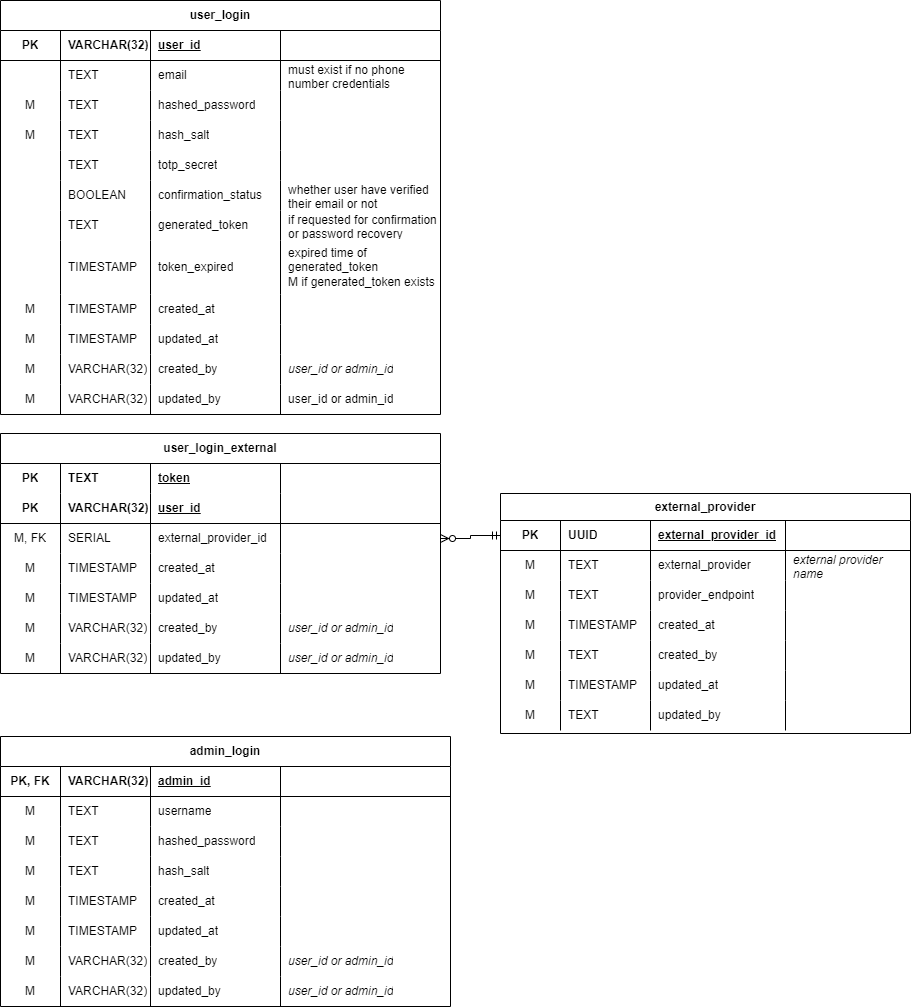 user_login
PK VARCHAR(32) user_id
TEXT email must exist if no phone
number credentials
M TEXT hashed_password
M TEXT hash_salt
TEXT totp_secret
BOOLEAN confirmation_status whether user have verified
their email or not
TEXT generated_token if requested for confirmation
or password recovery
TIMESTAMP token_expired expired time of
generated_token
M if generated_token exists
M TIMESTAMP created_at
M TIMESTAMP updated_at
M VARCHAR(32) created_by user_id or admin_id
M VARCHAR(32) updated_by user_id or admin_id
user_login_external
PK TEXT token
PK VARCHAR(32) user_id
M, FK SERIAL external_provider_id
M TIMESTAMP created_at
M TIMESTAMP updated_at
M VARCHAR(32) created_by user_id or admin_id
M VARCHAR(32) updated_by user_id or admin_id
external_provider
PK UUID external_provider_id
M TEXT external_provider external provider
name
M TEXT provider_endpoint
M TIMESTAMP created_at
M TEXT created_by
M TIMESTAMP updated_at
M TEXT updated_by
admin_login
PK, FK VARCHAR(32) admin_id
M TEXT username
M TEXT hashed_password
M TEXT hash_salt
M TIMESTAMP created_at
M TIMESTAMP updated_at
M VARCHAR(32) created_by user_id or admin_id
M VARCHAR(32) updated_by user_id or admin_id